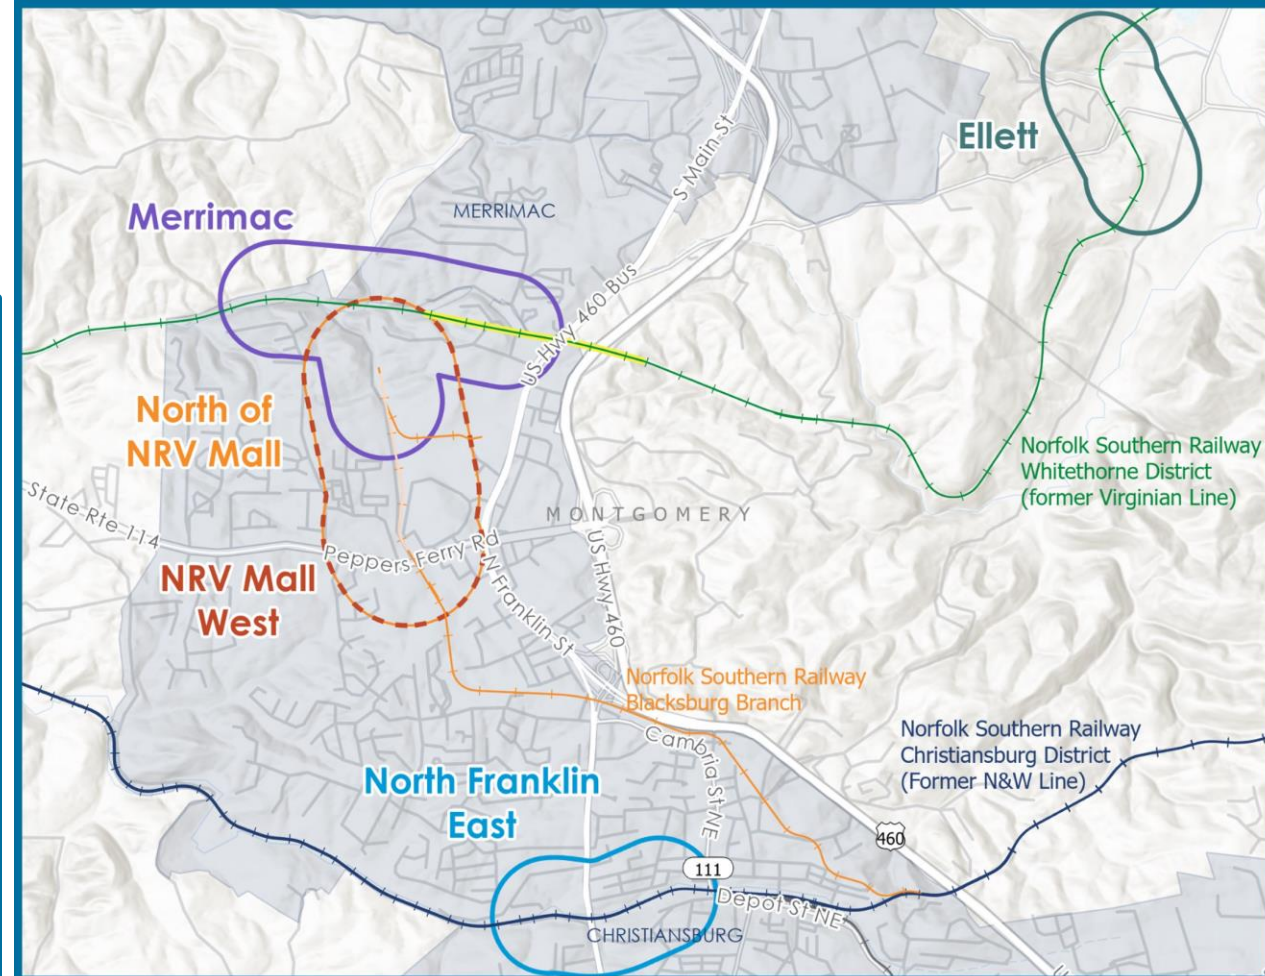 Ellett
S Main St
Merrimac
MERRIMAC
US Hwy 460 Bus
North of
NRV Mall
Norfolk Southern Railway
Whitethorne District
(former Virginian Line)
State Rte 114
MONTGOMERY
Peppers Ferry Rd
NRV Mall
West
N Franklin St
US Hwy-460
Norfolk Southern Railway
Blacksburg Branch
Norfolk Southern Railway
Christiansburg District
(Former N&W Line)
Cambria St NE
North Franklin
East
460
111
Depot St NE
CHRISTIANSBURG